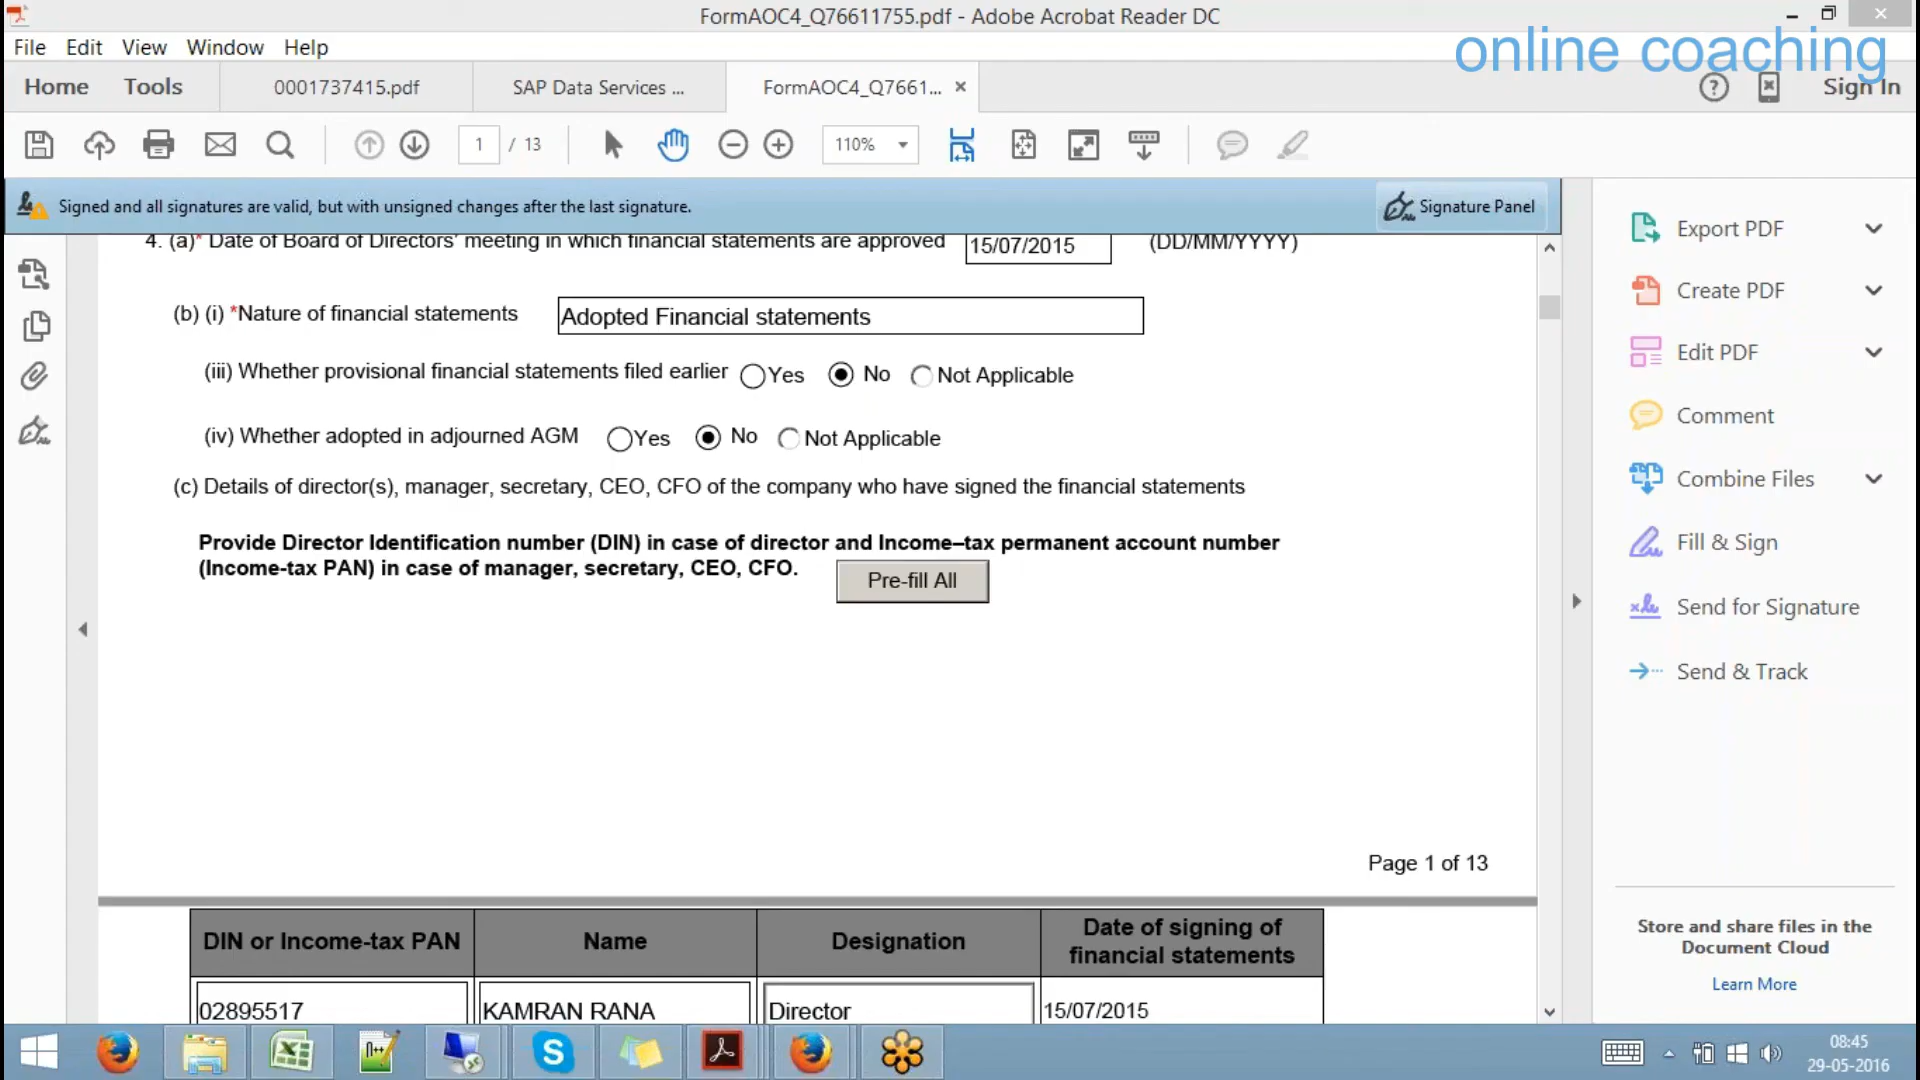 FormAOC4_Q76611755.pdf - Adobe Acrobat Reader DC
online coaching
File Edit View Window Help
Home Tools 0001737415.pdf SAP Data Services ... FormAOC4_Q7661... Sign In
1 / 13 110%
Signed and all signatures are valid, but with unsigned changes after the last signature. Signature Panel
4. (a)* Date of Board of Directors' meeting in which financial statements are approved 15/07/2015 (DD/MM/YYYY)
(b) (i) *Nature of financial statements Adopted Financial statements
(iii) Whether provisional financial statements filed earlier Yes No Not Applicable
(iv) Whether adopted in adjourned AGM Yes No Not Applicable
(c) Details of director(s), manager, secretary, CEO, CFO of the company who have signed the financial statements
Provide Director Identification number (DIN) in case of director and Income–tax permanent account number
(Income-tax PAN) in case of manager, secretary, CEO, CFO. Pre-fill All
Page 1 of 13
DIN or Income-tax PAN Name Designation Date of signing of
financial statements
02895517 KAMRAN RANA Director 15/07/2015
Export PDF
Create PDF
Edit PDF
Comment
Combine Files
Fill & Sign
Send for Signature
Send & Track
Store and share files in the
Document Cloud
Learn More
08:45
29-05-2016